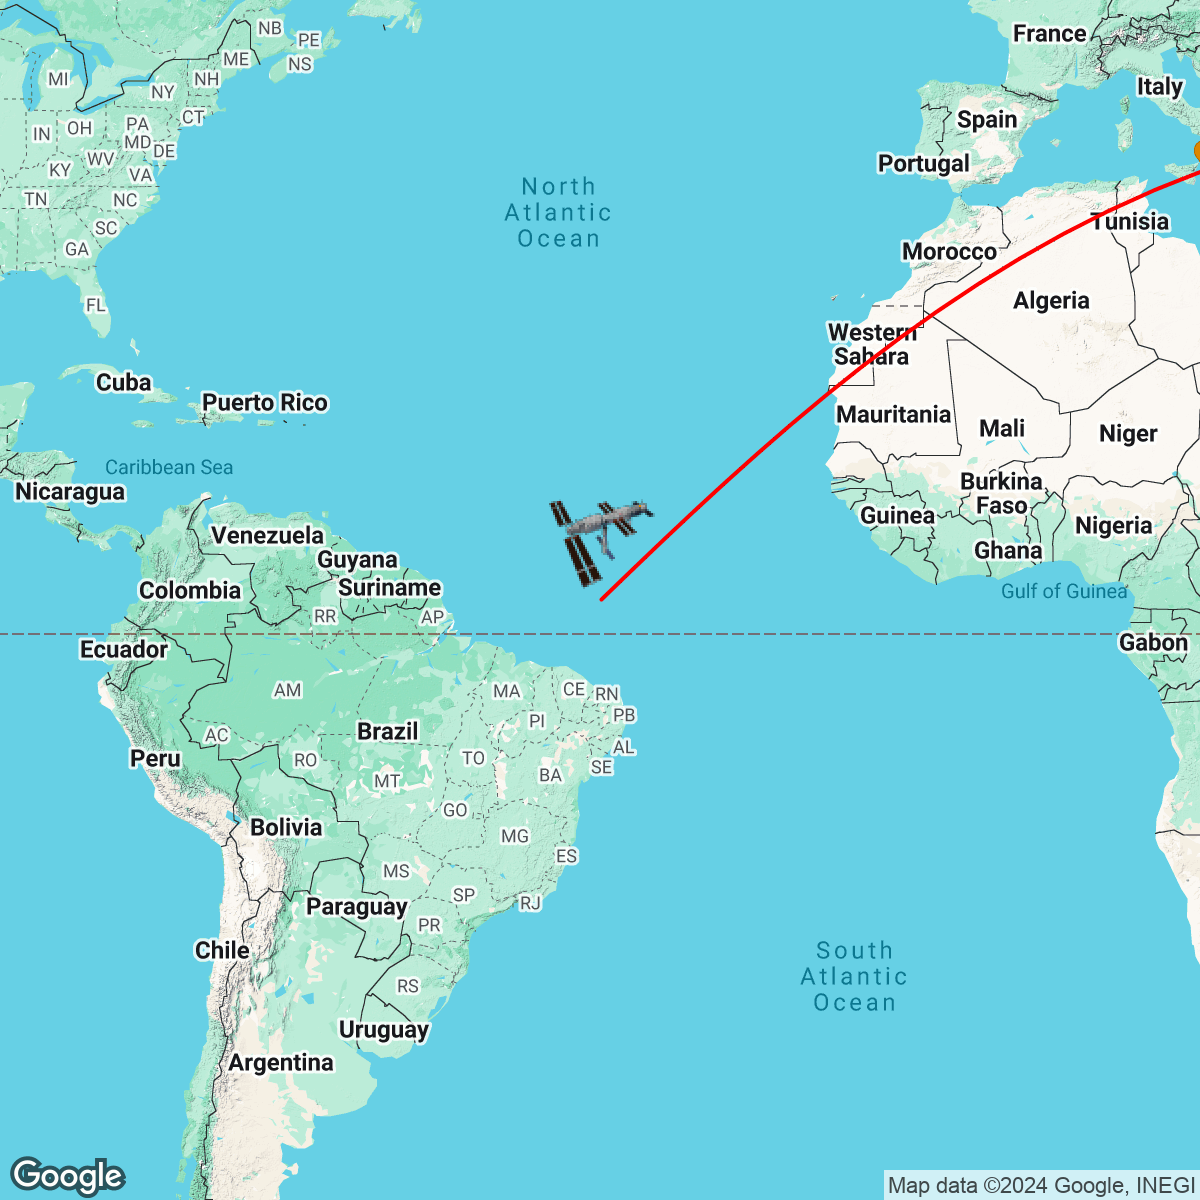 NB
PE
NS
ME
MI
NH
NY
CT
PA
OH
IN
MD
DE
WV
KY
VA
TN
NC
SC
GA
FL
France
Italy
Spain
Portugal
North
Atlantic
Ocean
Tunisia
Morocco
Algeria
Western
Sahara
Cuba
Puerto Rico
Mauritania
Mali
Niger
Caribbean Sea
Nicaragua
Burkina
Faso
Guinea
Nigeria
Venezuela
Guyana
Suriname
Colombia
Ghana
Gulf of Guinea
RR
AP
Ecuador
Gabon
AM
MA
CE
RN
PB
PI
AC
Brazil
Peru
RO
TO
AL
SE
MT
BA
GO
Bolivia
MG
ES
MS
SP
RJ
Paraguay
PR
Chile
South
Atlantic
Ocean
RS
Uruguay
Argentina
Google
Map data ©2024 Google, INEGI